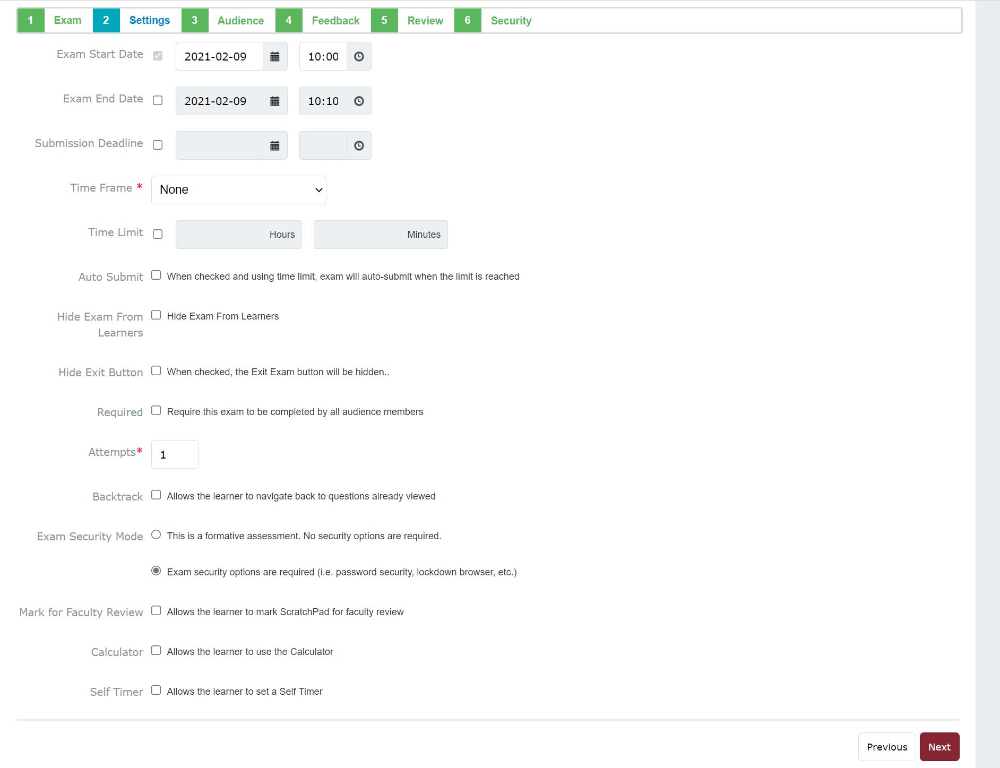 1 Exam 2 Settings 3 Audience 4 Feedback 5 Review 6 Security
Exam Start Date 2021-02-09 10:00
Exam End Date 2021-02-09 10:10
Submission Deadline
Time Frame * None
Time Limit Hours Minutes
Auto Submit When checked and using time limit, exam will auto-submit when the limit is reached
Hide Exam From Hide Exam From Learners
Learners
Hide Exit Button When checked, the Exit Exam button will be hidden..
Required Require this exam to be completed by all audience members
Attempts* 1
Backtrack Allows the learner to navigate back to questions already viewed
Exam Security Mode This is a formative assessment. No security options are required.
Exam security options are required (i.e. password security, lockdown browser, etc.)
Mark for Faculty Review Allows the learner to mark ScratchPad for faculty review
Calculator Allows the learner to use the Calculator
Self Timer Allows the learner to set a Self Timer
Previous Next